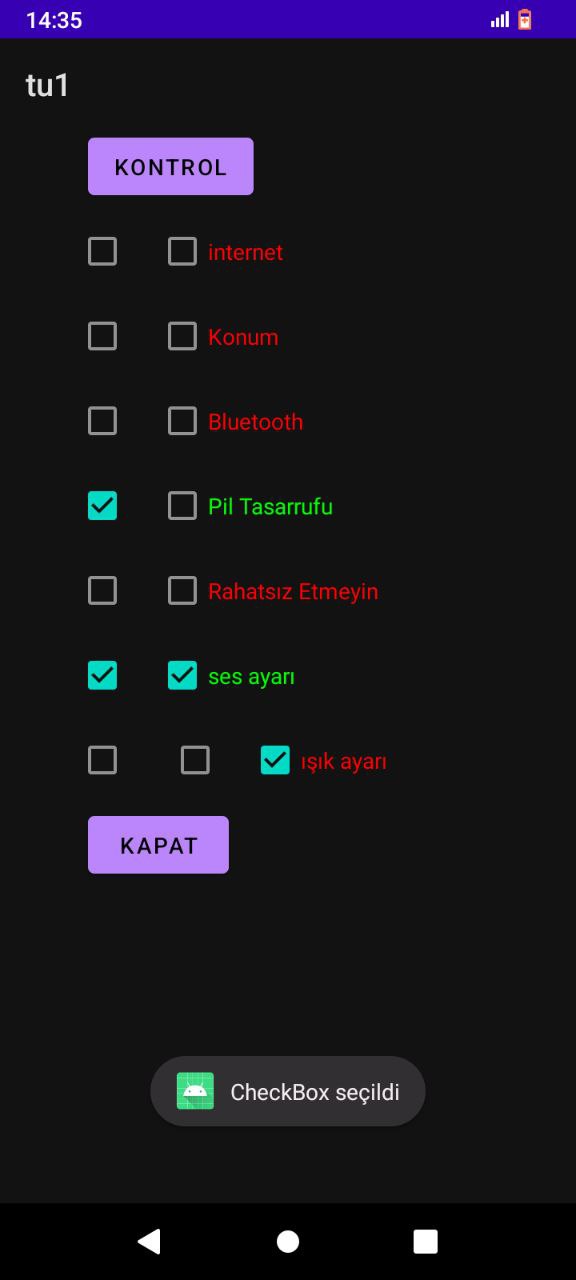 14:35
tu1
KONTROL
internet
Konum
Bluetooth
Pil Tasarrufu
Rahatsız Etmeyin
ses ayarı
ışık ayarı
KAPAT
CheckBox seçildi